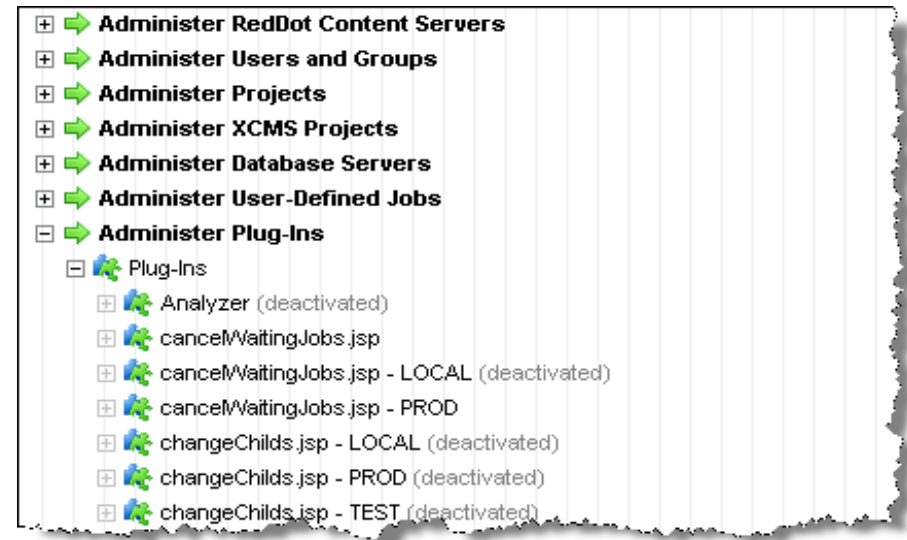 Administer RedDot Content Servers
Administer Users and Groups
Administer Projects
Administer XCMS Projects
Administer Database Servers
Administer User-Defined Jobs
Administer Plug-Ins
Plug-Ins
Analyzer (deactivated)
cancelWaitingJobs.jsp
cancelWaitingJobs.jsp - LOCAL (deactivated)
cancelWaitingJobs.jsp - PROD
changeChilds.jsp - LOCAL (deactivated)
changeChilds.jsp - PROD (deactivated)
changeChilds.jsp - TEST (deactivated)